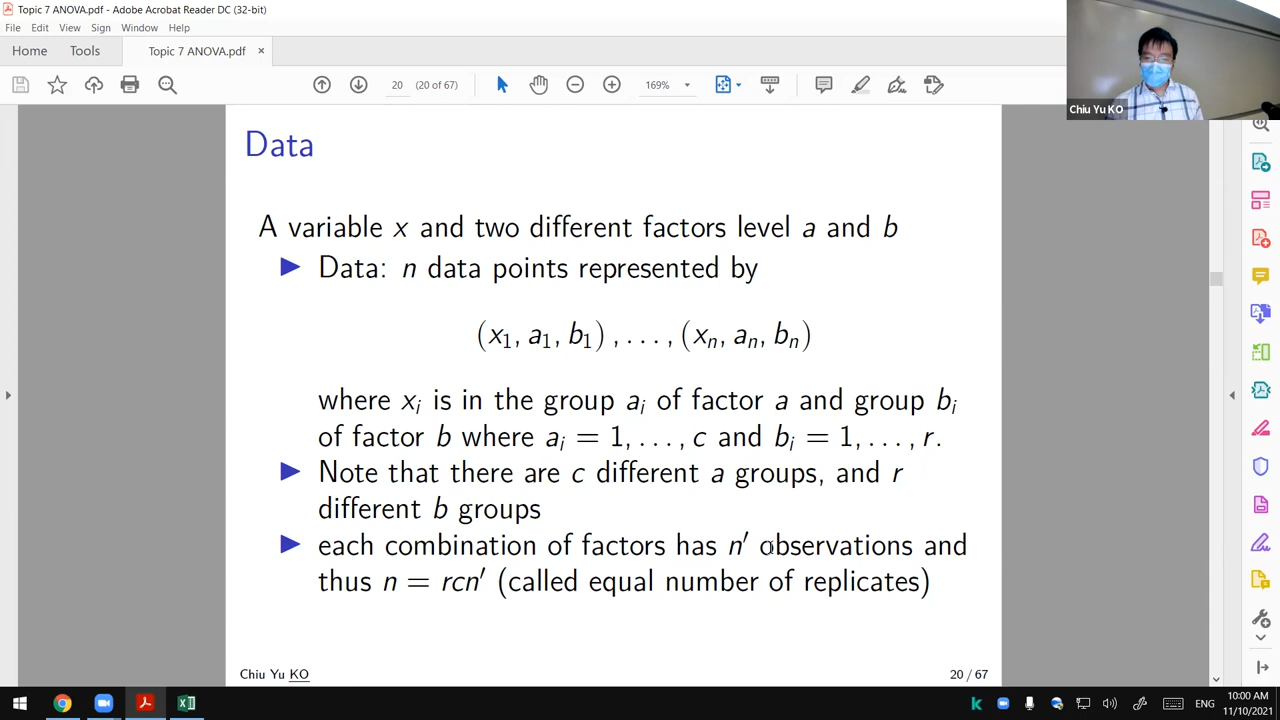 Topic 7 ANOVA.pdf - Adobe Acrobat Reader DC (32-bit)
File Edit View Sign Window Help
Home Tools Topic 7 ANOVA.pdf ×
20 (20 of 67) 169%
Chiu Yu KO
Data
A variable x and two different factors level a and b
Data: n data points represented by
(x₁, a₁, b₁) , . . . , (xₙ, aₙ, bₙ)
where xᵢ is in the group aᵢ of factor a and group bᵢ
of factor b where aᵢ = 1, . . . , c and bᵢ = 1, . . . , r.
Note that there are c different a groups, and r
different b groups
each combination of factors has n′ observations and
thus n = rcn′ (called equal number of replicates)
Chiu Yu KO 20 / 67
ENG
10:00 AM
11/10/2021